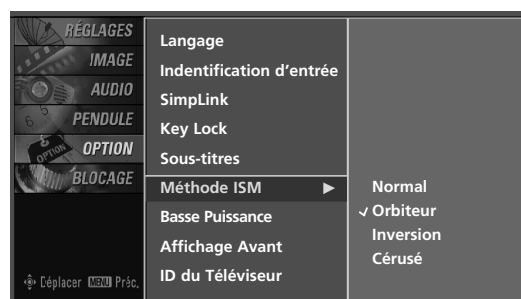 RÉGLAGES
IMAGE
AUDIO
PENDULE
OPTION
BLOCAGE
Déplacer MENU Préc.
Langage
Indentification d'entrée
SimpLink
Key Lock
Sous-titres
Méthode ISM ►
Basse Puissance
Affichage Avant
ID du Téléviseur
Normal
✓ Orbiteur
Inversion
Cérusé